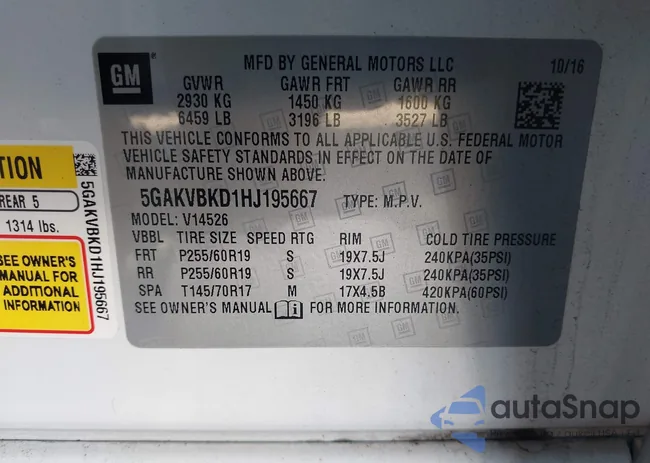 GM
MFD BY GENERAL MOTORS LLC
10/16
GVWR GAWR FRT GAWR RR
2930 KG 1450 KG 1600 KG
6459 LB 3196 LB 3527 LB
THIS VEHICLE CONFORMS TO ALL APPLICABLE U.S. FEDERAL MOTOR
VEHICLE SAFETY STANDARDS IN EFFECT ON THE DATE OF
MANUFACTURE SHOWN ABOVE.
5GAKVBKD1HJ195667 TYPE: M.P.V.
MODEL: V14526
VBBL TIRE SIZE SPEED RTG RIM COLD TIRE PRESSURE
FRT P255/60R19 S 19X7.5J 240KPA(35PSI)
RR P255/60R19 S 19X7.5J 240KPA(35PSI)
SPA T145/70R17 M 17X4.5B 420KPA(60PSI)
SEE OWNER'S MANUAL FOR MORE INFORMATION.
TION
REAR 5
1314 lbs.
SEE OWNER'S
MANUAL FOR
ADDITIONAL
INFORMATION
5GAKVBKD1HJ195667
autaSnap